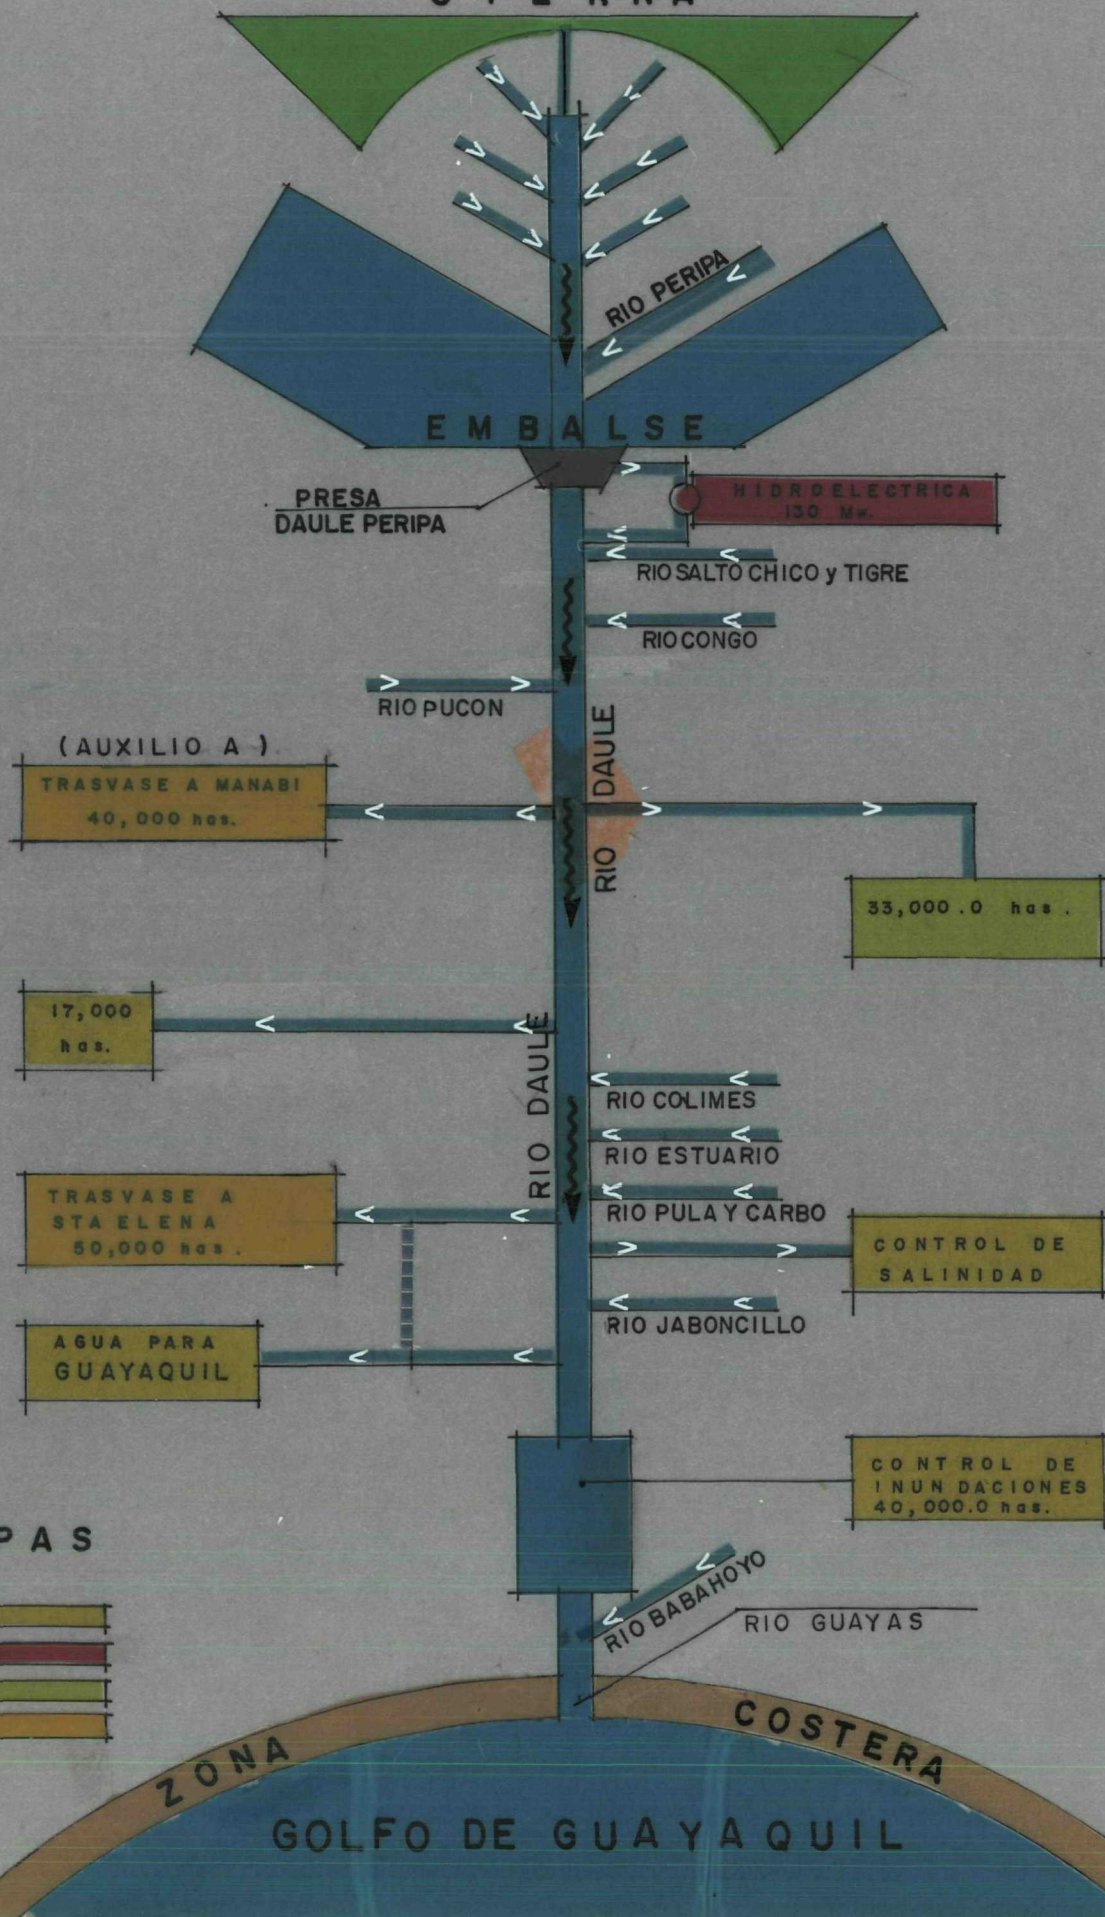 RIO PERIPA
EMBALSE
PRESA
DAULE PERIPA
HIDROELECTRICA
130 Mw.
RIO SALTO CHICO y TIGRE
RIO CONGO
RIO PUCON
RIO DAULE
(AUXILIO A)
TRASVASE A MANABI
40,000 has.
33,000.0 has.
17,000
has.
RIO DAULE
RIO COLIMES
RIO ESTUARIO
RIO PULA Y CARBO
TRASVASE A
STA ELENA
50,000 has.
CONTROL DE
SALINIDAD
RIO JABONCILLO
AGUA PARA
GUAYAQUIL
CONTROL DE
INUNDACIONES
40,000.0 has.
PAS
RIO BABAHOYO
RIO GUAYAS
ZONA COSTERA
GOLFO DE GUAYAQUIL